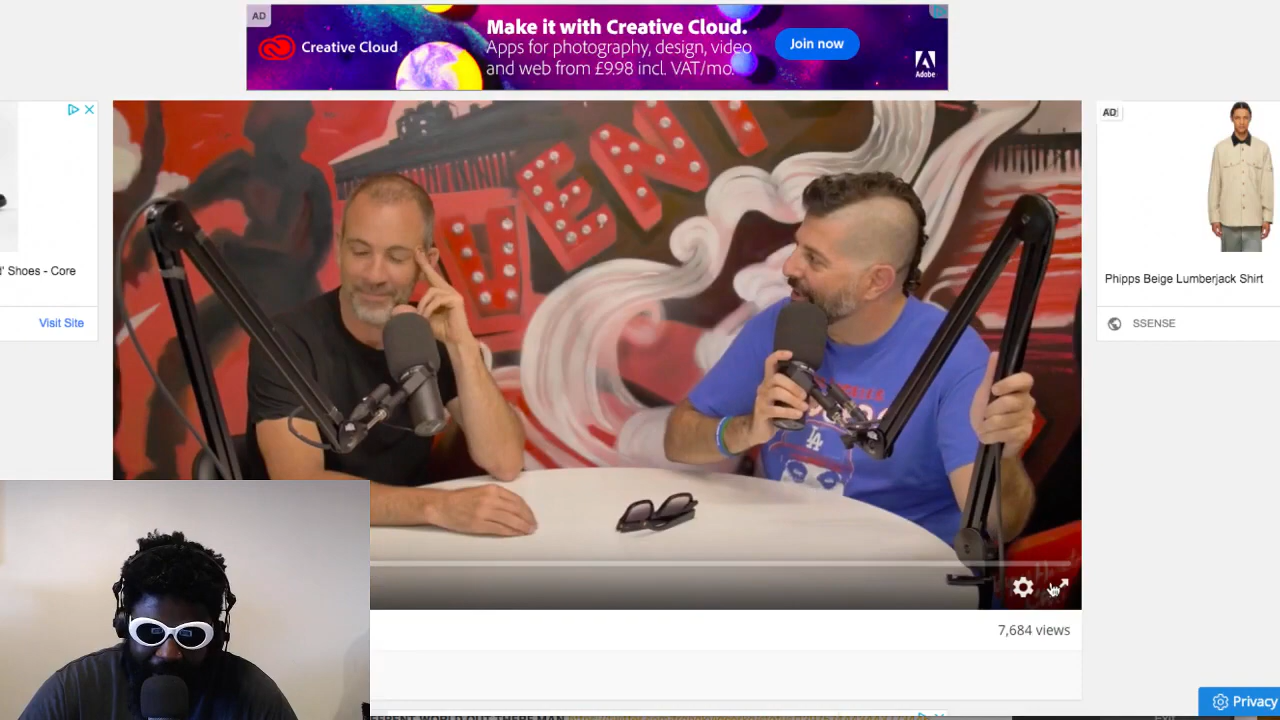 AD
Creative Cloud
Make it with Creative Cloud.
Apps for photography, design, video
and web from £9.98 incl. VAT/mo.
Join now
Adobe
VENT
LA
' Shoes - Core
Visit Site
AD
Phipps Beige Lumberjack Shirt
SSENSE
7,684 views
Privacy